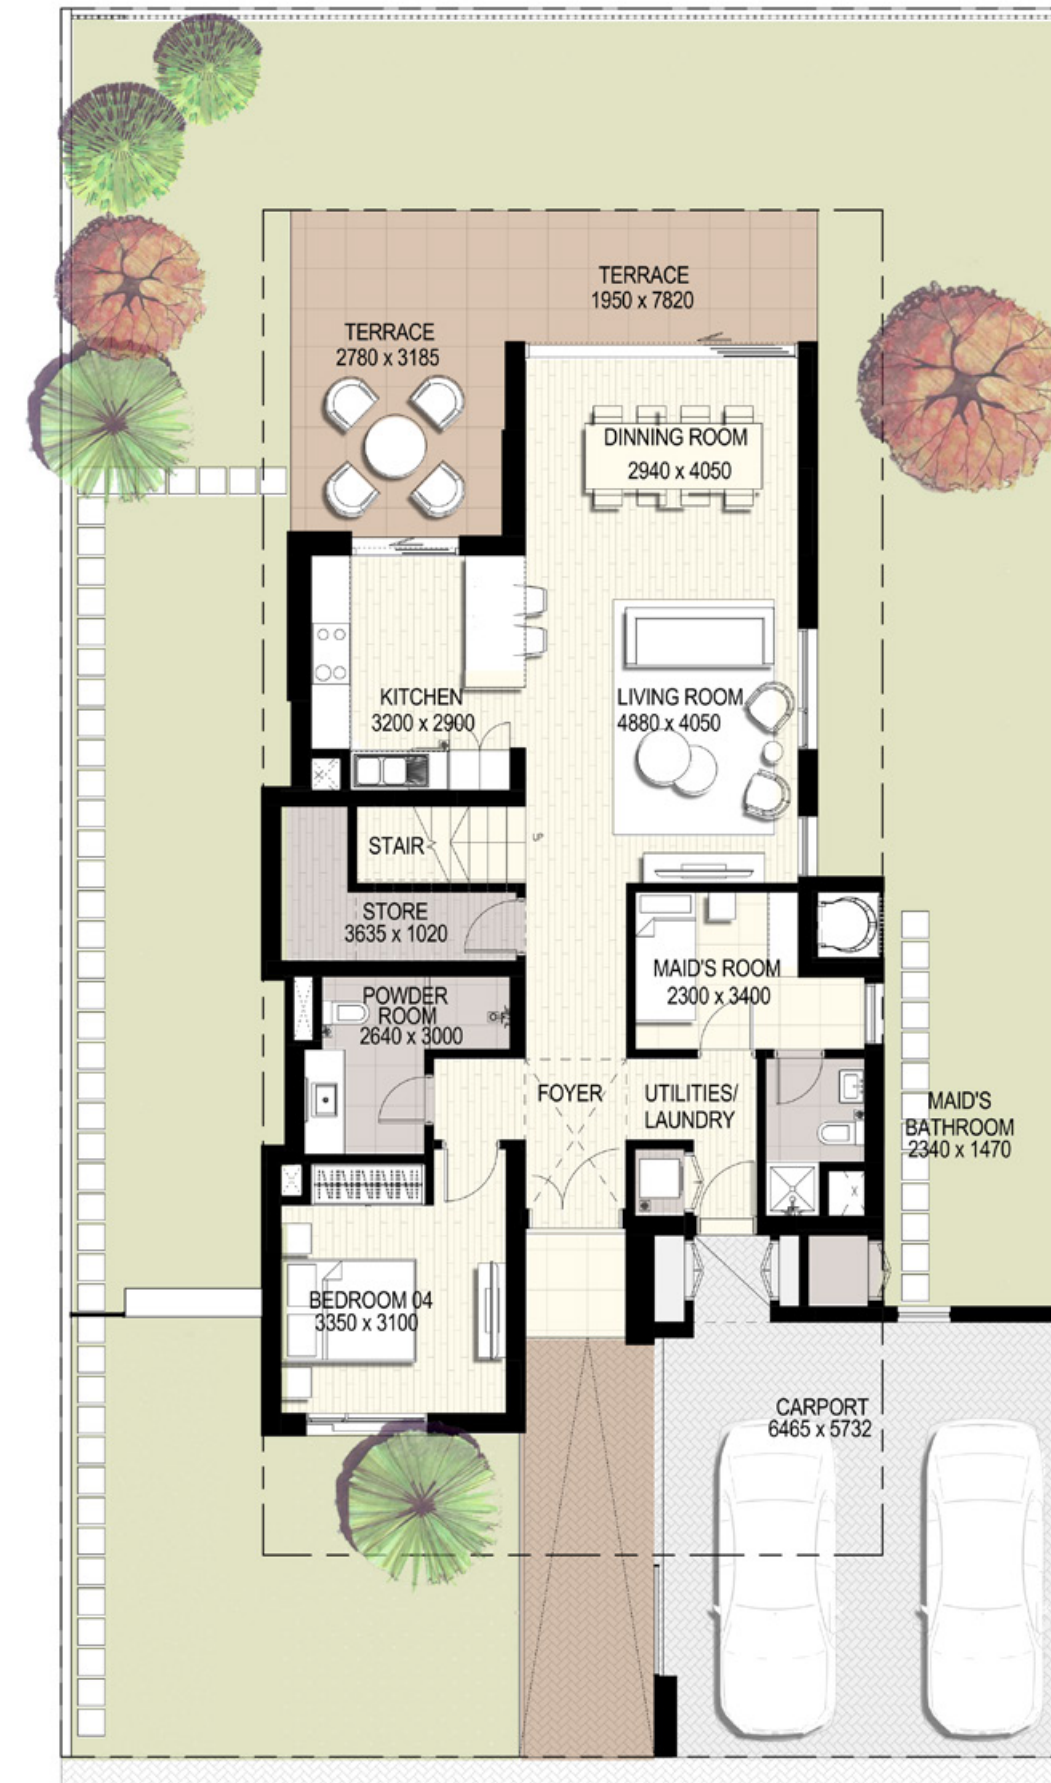 TERRACE
1950 x 7820
TERRACE
2780 x 3185
DINNING ROOM
2940 x 4050
KITCHEN
3200 x 2900
LIVING ROOM
4880 x 4050
STAIR
UP
STORE
3635 x 1020
MAID'S ROOM
2300 x 3400
POWDER
ROOM
2640 x 3000
FOYER
UTILITIES/
LAUNDRY
MAID'S
BATHROOM
2340 x 1470
BEDROOM 04
3350 x 3100
CARPORT
6465 x 5732